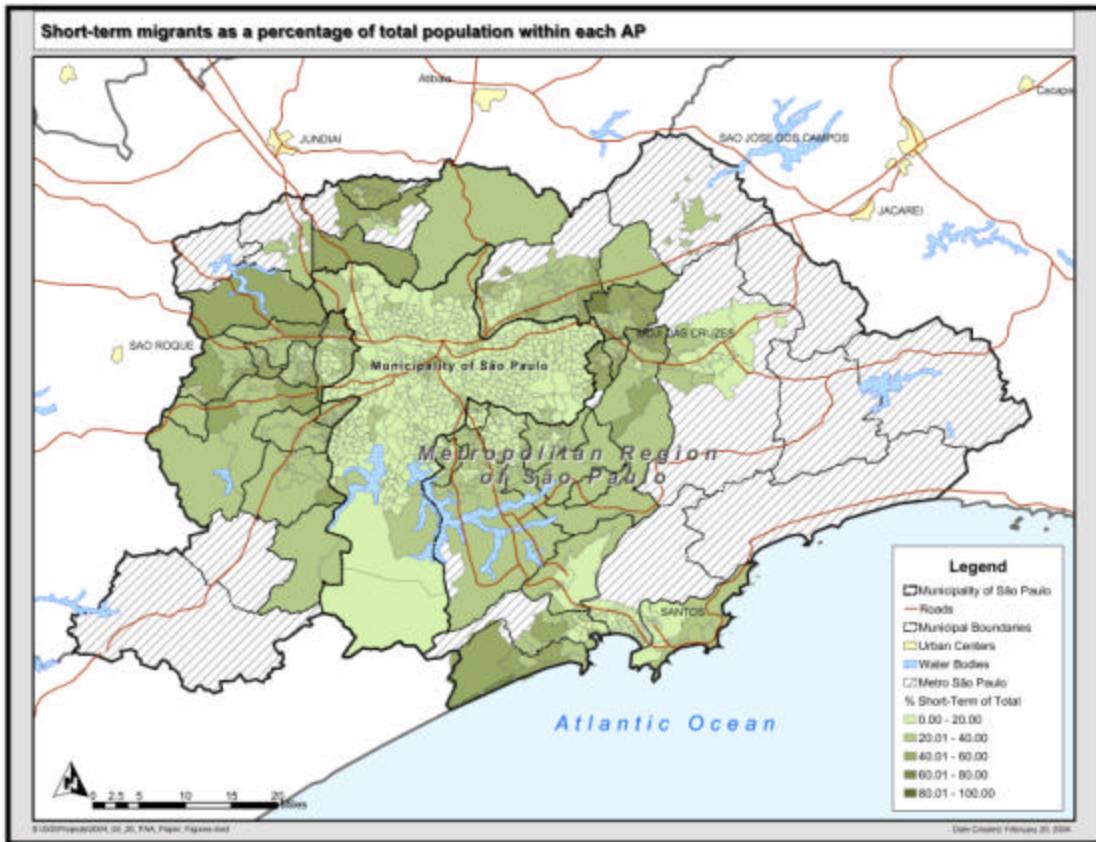 Short-term migrants as a percentage of total population within each AP
Atibaia
Cacapa
JUNDIAI
SAO JOSE DOS CAMPOS
JACAREI
SAO ROQUE
MOGI DAS CRUZES
Municipality of São Paulo
Metropolitan Region
of São Paulo
SANTOS
Atlantic Ocean
Legend
Municipality of São Paulo
Roads
Municipal Boundaries
Urban Centers
Water Bodies
Metro São Paulo
% Short-Term of Total
0.00 - 20.00
20.01 - 40.00
40.01 - 60.00
60.01 - 80.00
80.01 - 100.00
N
0 2.5 5 10 15 20 Miles
Date Created: February 20, 2004